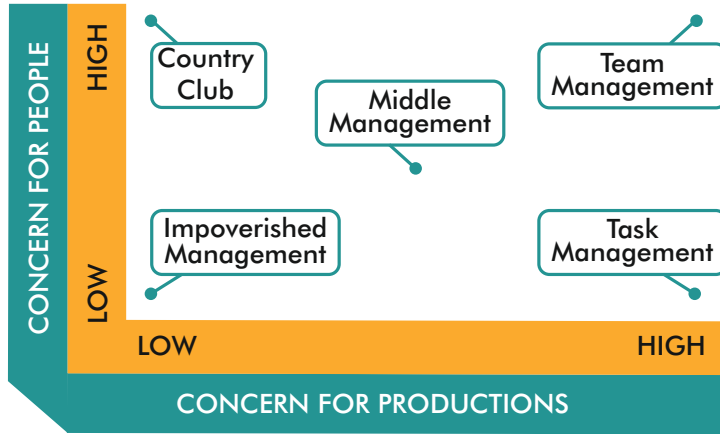 CONCERN FOR PEOPLE
HIGH
LOW
Country
Club
Middle
Management
Team
Management
Impoverished
Management
Task
Management
LOW
HIGH
CONCERN FOR PRODUCTIONS